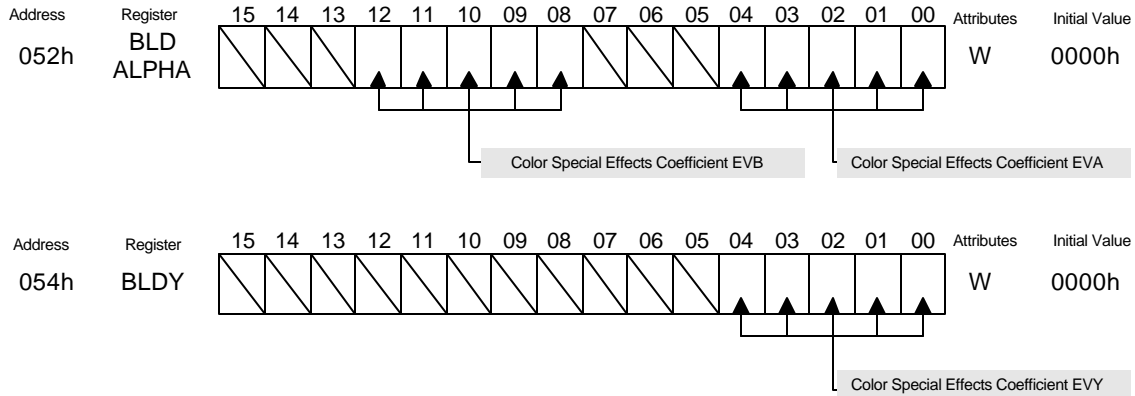 Address Register 15 14 13 12 11 10 09 08 07 06 05 04 03 02 01 00 Attributes Initial Value
052h BLD ALPHA W 0000h
Color Special Effects Coefficient EVB Color Special Effects Coefficient EVA
Address Register 15 14 13 12 11 10 09 08 07 06 05 04 03 02 01 00 Attributes Initial Value
054h BLDY W 0000h
Color Special Effects Coefficient EVY